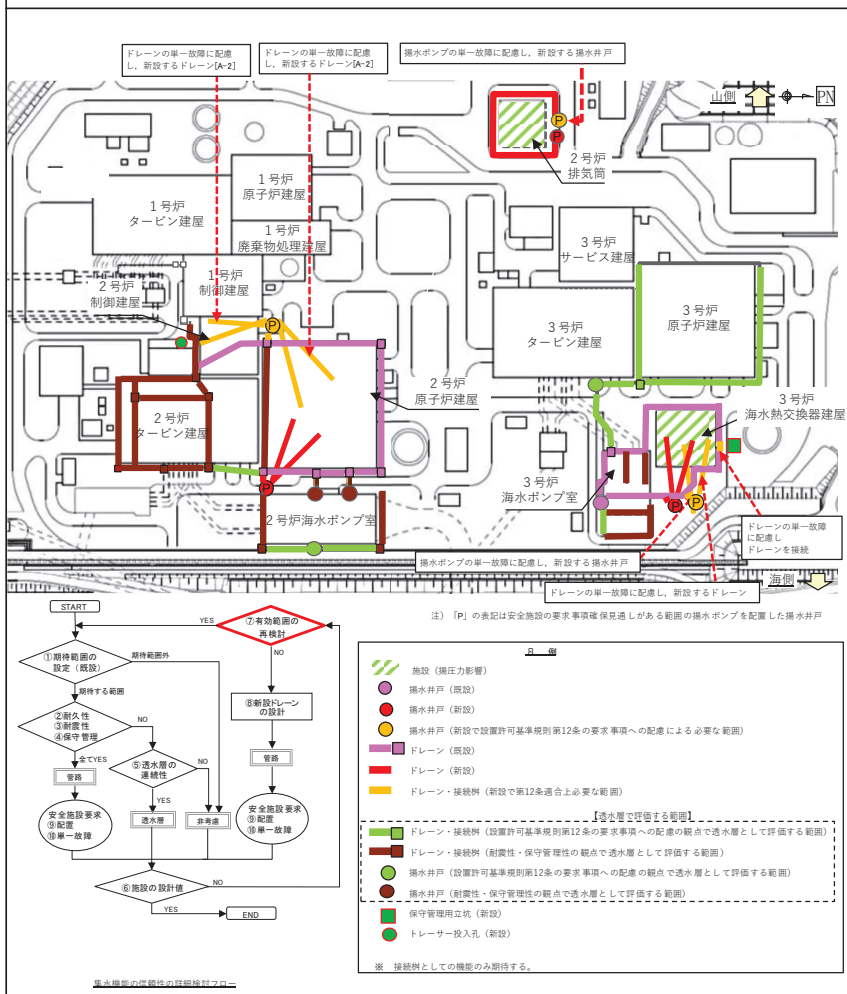 ドレーンの単一故障に配慮
し，新設するドレーン[A-2]
ドレーンの単一故障に配慮
し，新設するドレーン[A-2]
揚水ポンプの単一故障に配慮し，新設する揚水井戸
山側
PN
P
P
2号炉
排気筒
1号炉
原子炉建屋
1号炉
タービン建屋
1号炉
廃棄物処理建屋
3号炉
サービス建屋
2号炉
制御建屋
1号炉
制御建屋
3号炉
原子炉建屋
3号炉
タービン建屋
P
2号炉
原子炉建屋
3号炉
海水熱交換器建屋
2号炉
タービン建屋
3号炉
海水ポンプ室
P
P
P
2号炉海水ポンプ室
ドレーンの単一故障
に配慮し
ドレーンを接続
揚水ポンプの単一故障に配慮し，新設する揚水井戸
海側
ドレーンの単一故障に配慮し，新設するドレーン
注）「P」の表記は安全施設の要求事項確保見通しがある範囲の揚水ポンプを配置した揚水井戸
START
YES
⑦有効範囲の
再検討
NO
①期待範囲の
設定（既設）
期待範囲外
期待する範囲
②耐久性
③耐震性
④保守管理
NO
全てYES
⑤透水層の
連続性
NO
YES
⑧新設ドレーン
の設計
管路
管路
透水層
非考慮
安全施設要求
⑨配置
⑩単一故障
安全施設要求
⑨配置
⑩単一故障
⑥施設の設計値
NO
YES
END
集水機能の信頼性の詳細検討フロー
凡　例
施設（揚圧力影響）
揚水井戸（既設）
揚水井戸（新設）
揚水井戸（新設で設置許可基準規則第12条の要求事項への配慮による必要な範囲）
ドレーン（既設）
ドレーン（新設）
ドレーン・接続桝（新設で第12条適合上必要な範囲）
【透水層で評価する範囲】
ドレーン・接続桝（設置許可基準規則第12条の要求事項への配慮の観点で透水層として評価する範囲）
ドレーン・接続桝（耐震性・保守管理性の観点で透水層として評価する範囲）
揚水井戸（設置許可基準規則第12条の要求事項への配慮の観点で透水層として評価する範囲）
揚水井戸（耐震性・保守管理性の観点で透水層として評価する範囲）
保守管理用立坑（新設）
トレーサー投入孔（新設）
※　接続桝としての機能のみ期待する。